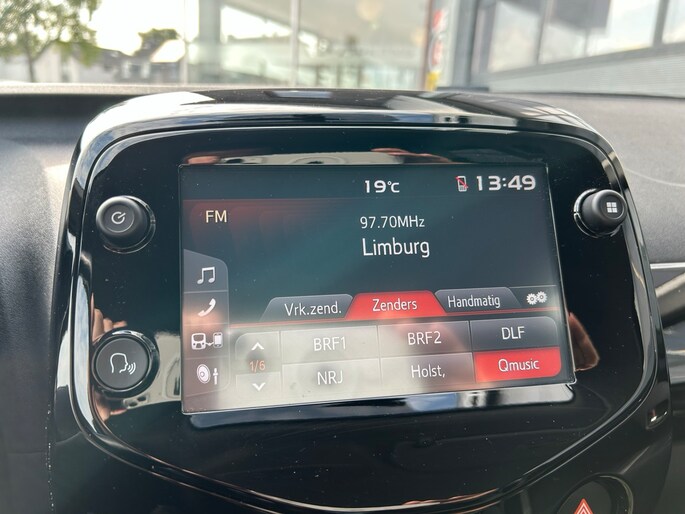 19°C 13:49
FM
97.70MHz
Limburg
Vrk.zend. Zenders Handmatig
BRF1 BRF2 DLF
1/6
NRJ Holst, Qmusic